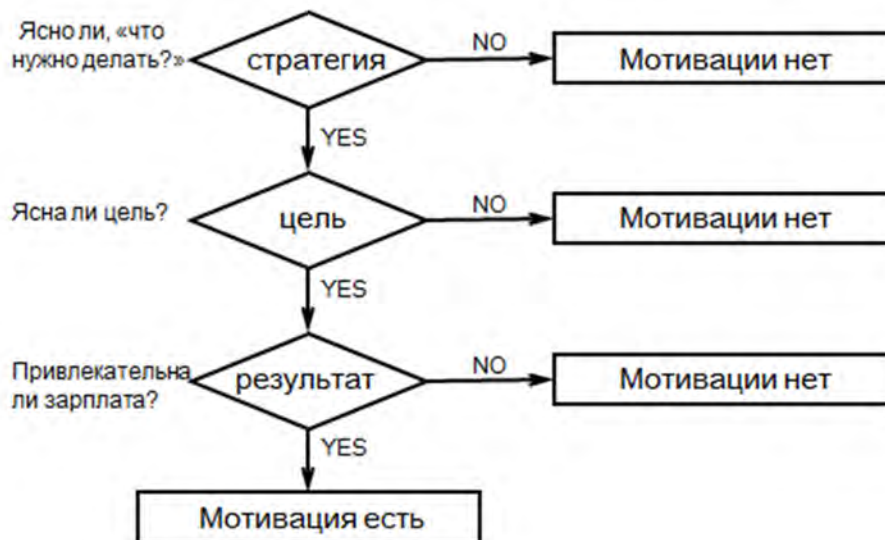 Ясно ли, «что
нужно делать?»
стратегия
NO
Мотивации нет
YES
Ясна ли цель?
цель
NO
Мотивации нет
YES
Привлекательна
ли зарплата?
результат
NO
Мотивации нет
YES
Мотивация есть